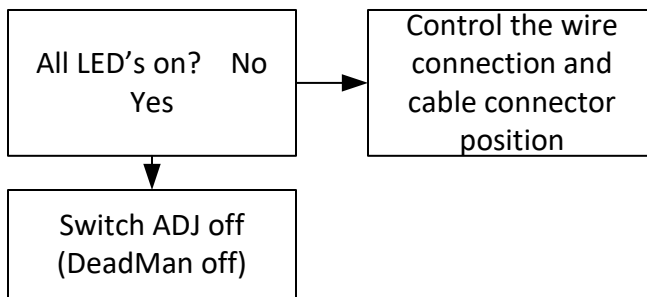 All LED’s on?    No
Yes
Control the wire
connection and
cable connector
position
Switch ADJ off
(DeadMan off)